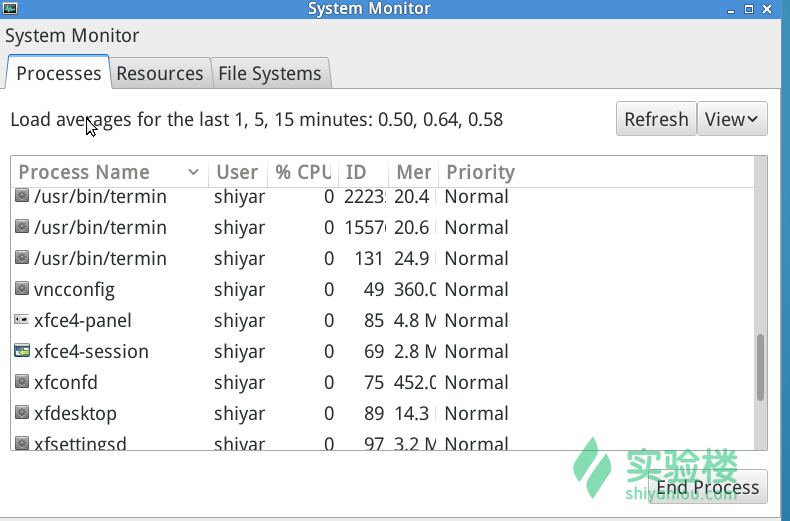 System Monitor
System Monitor
Processes Resources File Systems
Load averages for the last 1, 5, 15 minutes: 0.50, 0.64, 0.58 Refresh View
Process Name User % CPU ID Mer Priority
/usr/bin/termin shiyar 0 2223 20.4 Normal
/usr/bin/termin shiyar 0 1557 20.6 Normal
/usr/bin/termin shiyar 0 131 24.9 Normal
vncconfig shiyar 0 49 360.0 Normal
xfce4-panel shiyar 0 85 4.8 M Normal
xfce4-session shiyar 0 69 2.8 M Normal
xfconfd shiyar 0 75 452.0 Normal
xfdesktop shiyar 0 89 14.3 Normal
xfsettingsd shiyar 0 97 3.2 M Normal
实验楼
shiyanlou.com
End Process